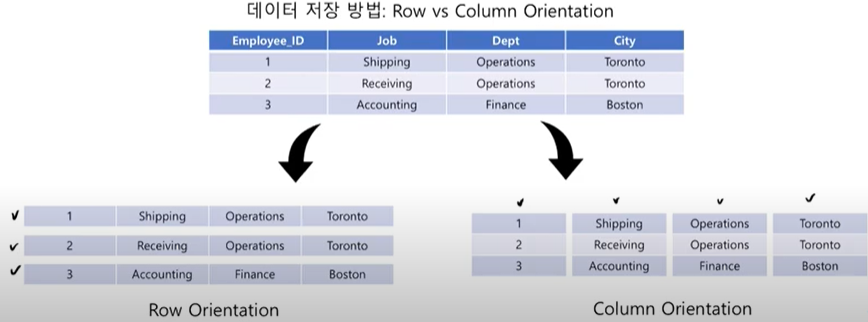 데이터 저장 방법: Row vs Column Orientation
Employee_ID Job Dept City
1 Shipping Operations Toronto
2 Receiving Operations Toronto
3 Accounting Finance Boston
1 Shipping Operations Toronto
2 Receiving Operations Toronto
3 Accounting Finance Boston
Row Orientation
1 Shipping Operations Toronto
2 Receiving Operations Toronto
3 Accounting Finance Boston
Column Orientation